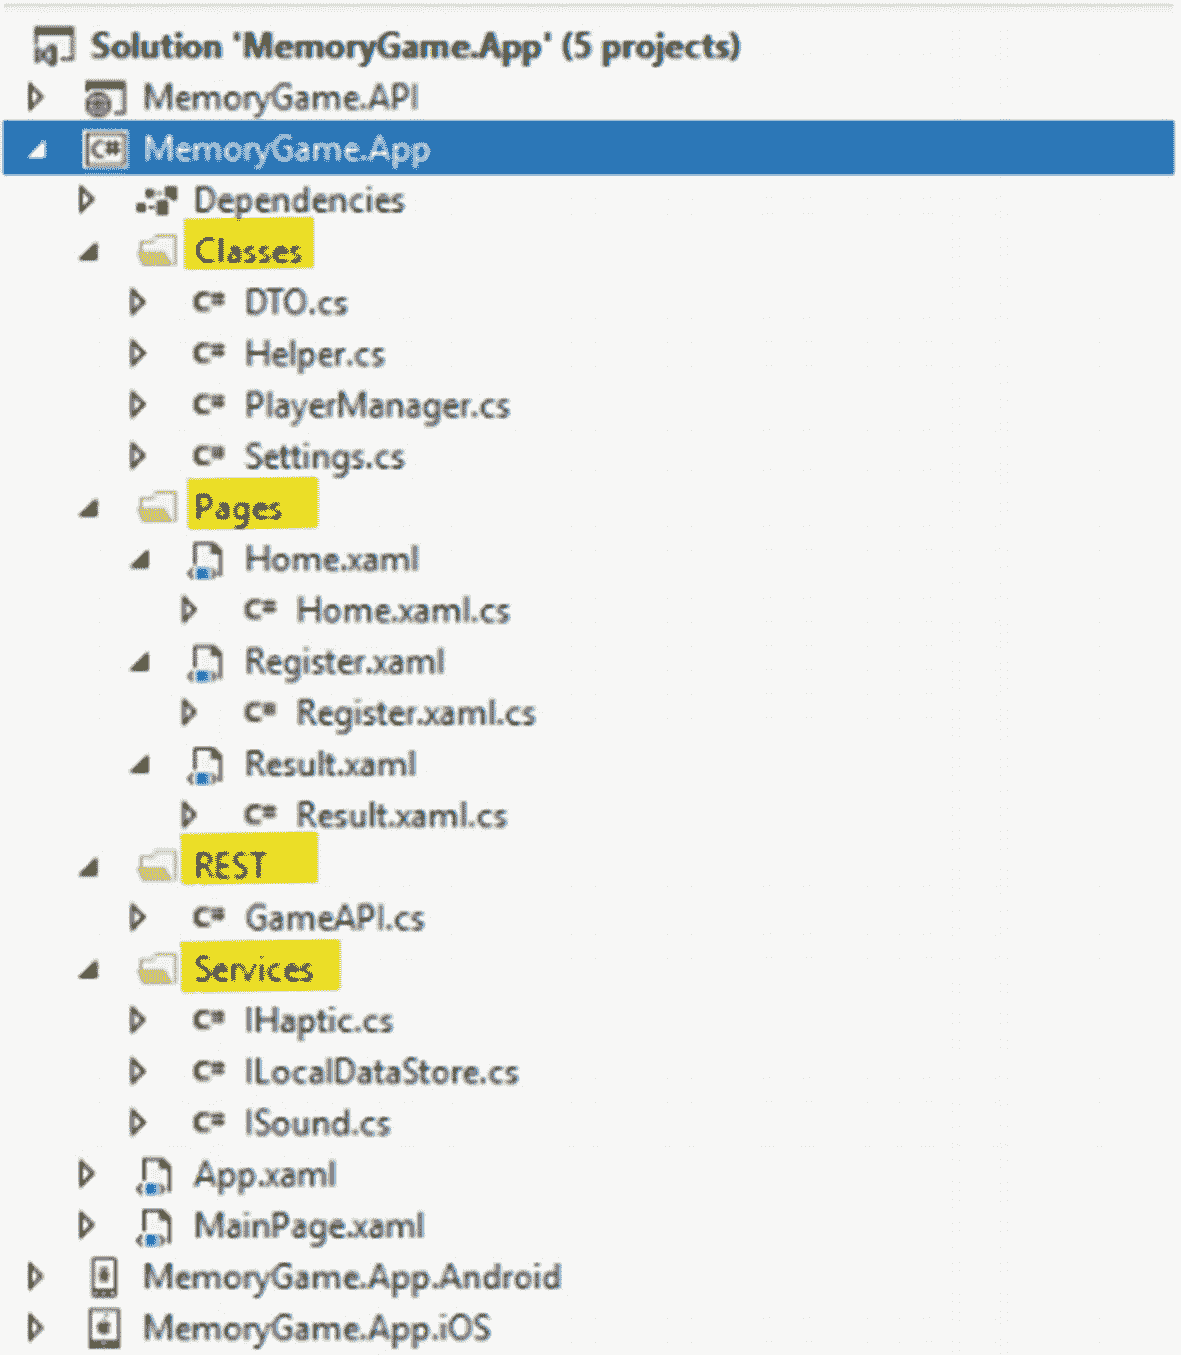 Solution 'MemoryGame.App' (5 projects)
MemoryGame.API
C# MemoryGame.App
Dependencies
Classes
C# DTO.cs
C# Helper.cs
C# PlayerManager.cs
C# Settings.cs
Pages
Home.xaml
C# Home.xaml.cs
Register.xaml
C# Register.xaml.cs
Result.xaml
C# Result.xaml.cs
REST
C# GameAPI.cs
Services
C# IHaptic.cs
C# ILocalDataStore.cs
C# ISound.cs
App.xaml
MainPage.xaml
MemoryGame.App.Android
MemoryGame.App.iOS